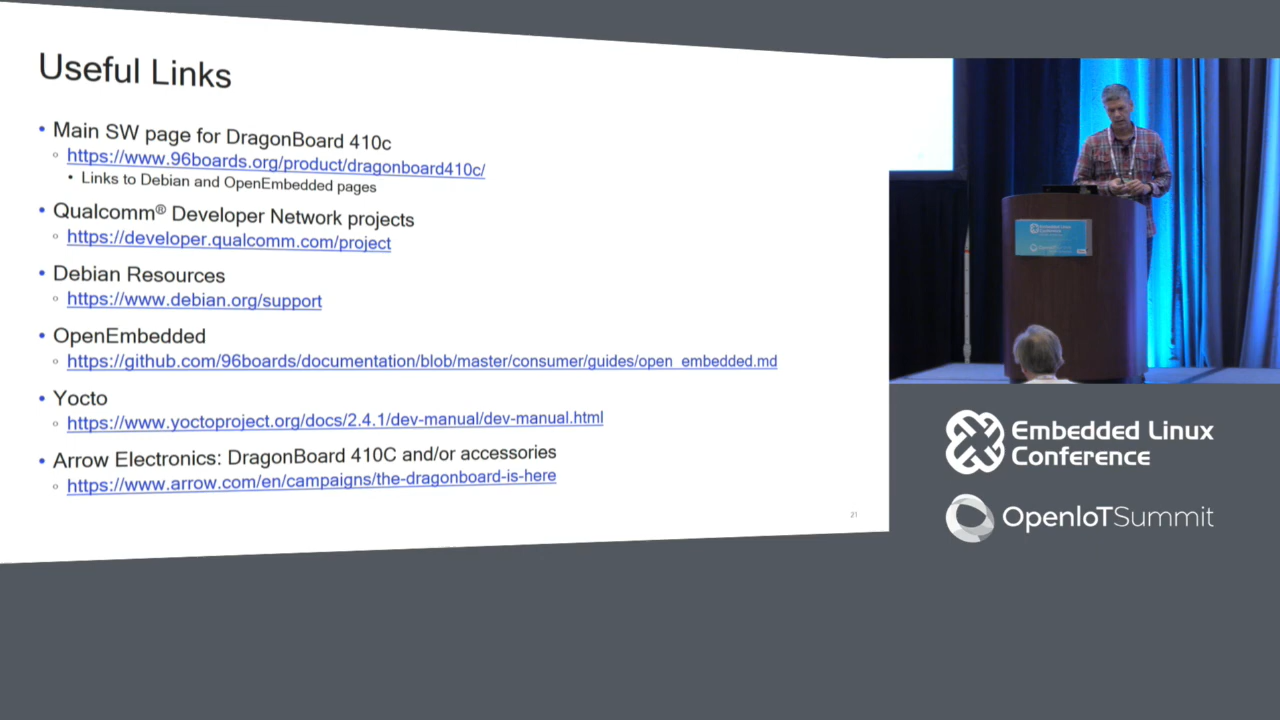 Useful Links
• Main SW page for DragonBoard 410c
○ https://www.96boards.org/product/dragonboard410c/
• Links to Debian and OpenEmbedded pages
• Qualcomm® Developer Network projects
○ https://developer.qualcomm.com/project
• Debian Resources
○ https://www.debian.org/support
• OpenEmbedded
○ https://github.com/96boards/documentation/blob/master/consumer/guides/open_embedded.md
• Yocto
○ https://www.yoctoproject.org/docs/2.4.1/dev-manual/dev-manual.html
• Arrow Electronics: DragonBoard 410C and/or accessories
○ https://www.arrow.com/en/campaigns/the-dragonboard-is-here
21
Embedded Linux
Conference
OpenIoTSummit
Embedded Linux
Conference
OpenIoTSummit